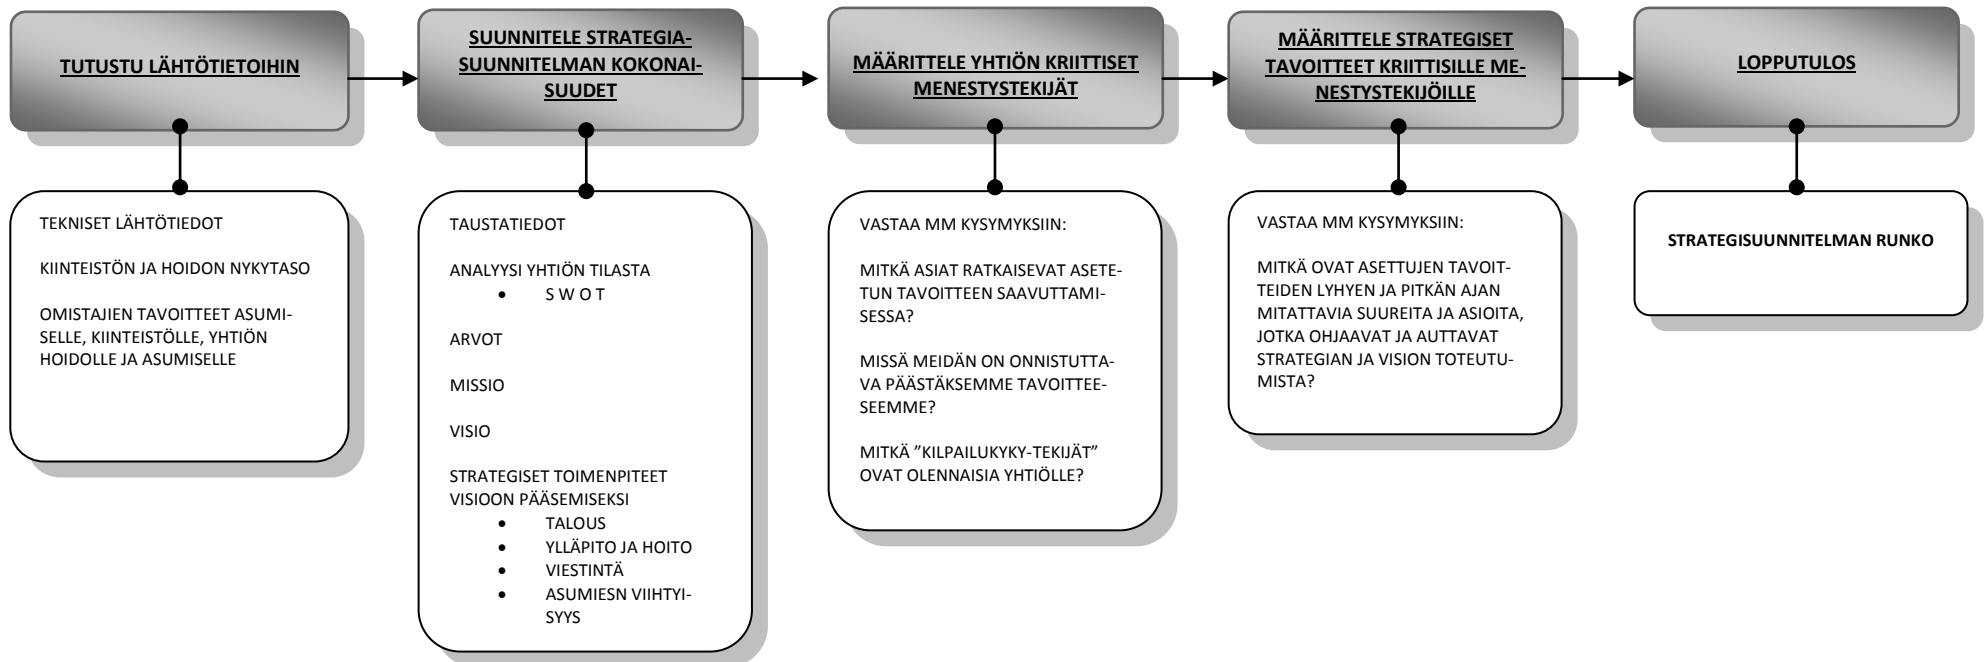 TUTUSTU LÄHTÖTIETOIHIN
SUUNNITELE STRATEGIA-
SUUNNITELMAN KOKONAI-
SUUDET
MÄÄRITTELE YHTIÖN KRIITTISET
MENESTYSTEKIJÄT
MÄÄRITTELE STRATEGISET
TAVOITTEET KRIITTISILLE ME-
NESTYSTEKIJÖILLE
LOPPUTULOS
TEKNISET LÄHTÖTIEDOT
KIINTEISTÖN JA HOIDON NYKYTASO
OMISTAJIEN TAVOITTEET ASUMI-
SELLE, KIINTEISTÖLLE, YHTIÖN
HOIDOLLE JA ASUMISELLE
TAUSTATIEDOT
ANALYYSI YHTIÖN TILASTA
• S W O T
ARVOT
MISSIO
VISIO
STRATEGISET TOIMENPITEET
VISIOON PÄÄSEMISEKSI
• TALOUS
• YLLÄPITO JA HOITO
• VIESTINTÄ
• ASUMIESN VIIHTYI-
SYYS
VASTAA MM KYSYMYKSIIN:
MITKÄ ASIAT RATKAISEVAT ASETE-
TUN TAVOITTEEN SAAVUTTAMI-
SESSA?
MISSÄ MEIDÄN ON ONNISTUTTA-
VA PÄÄSTÄKSEMME TAVOITTEE-
SEEMME?
MITKÄ ”KILPAILUKYKY-TEKIJÄT”
OVAT OLENNAISIA YHTIÖLLE?
VASTAA MM KYSYMYKSIIN:
MITKÄ OVAT ASETTUJEN TAVOIT-
TEIDEN LYHYEN JA PITKÄN AJAN
MITATTAVIA SUUREITA JA ASIOITA,
JOTKA OHJAAVAT JA AUTTAVAT
STRATEGIAN JA VISION TOTEUTU-
MISTA?
STRATEGISUUNNITELMAN RUNKO